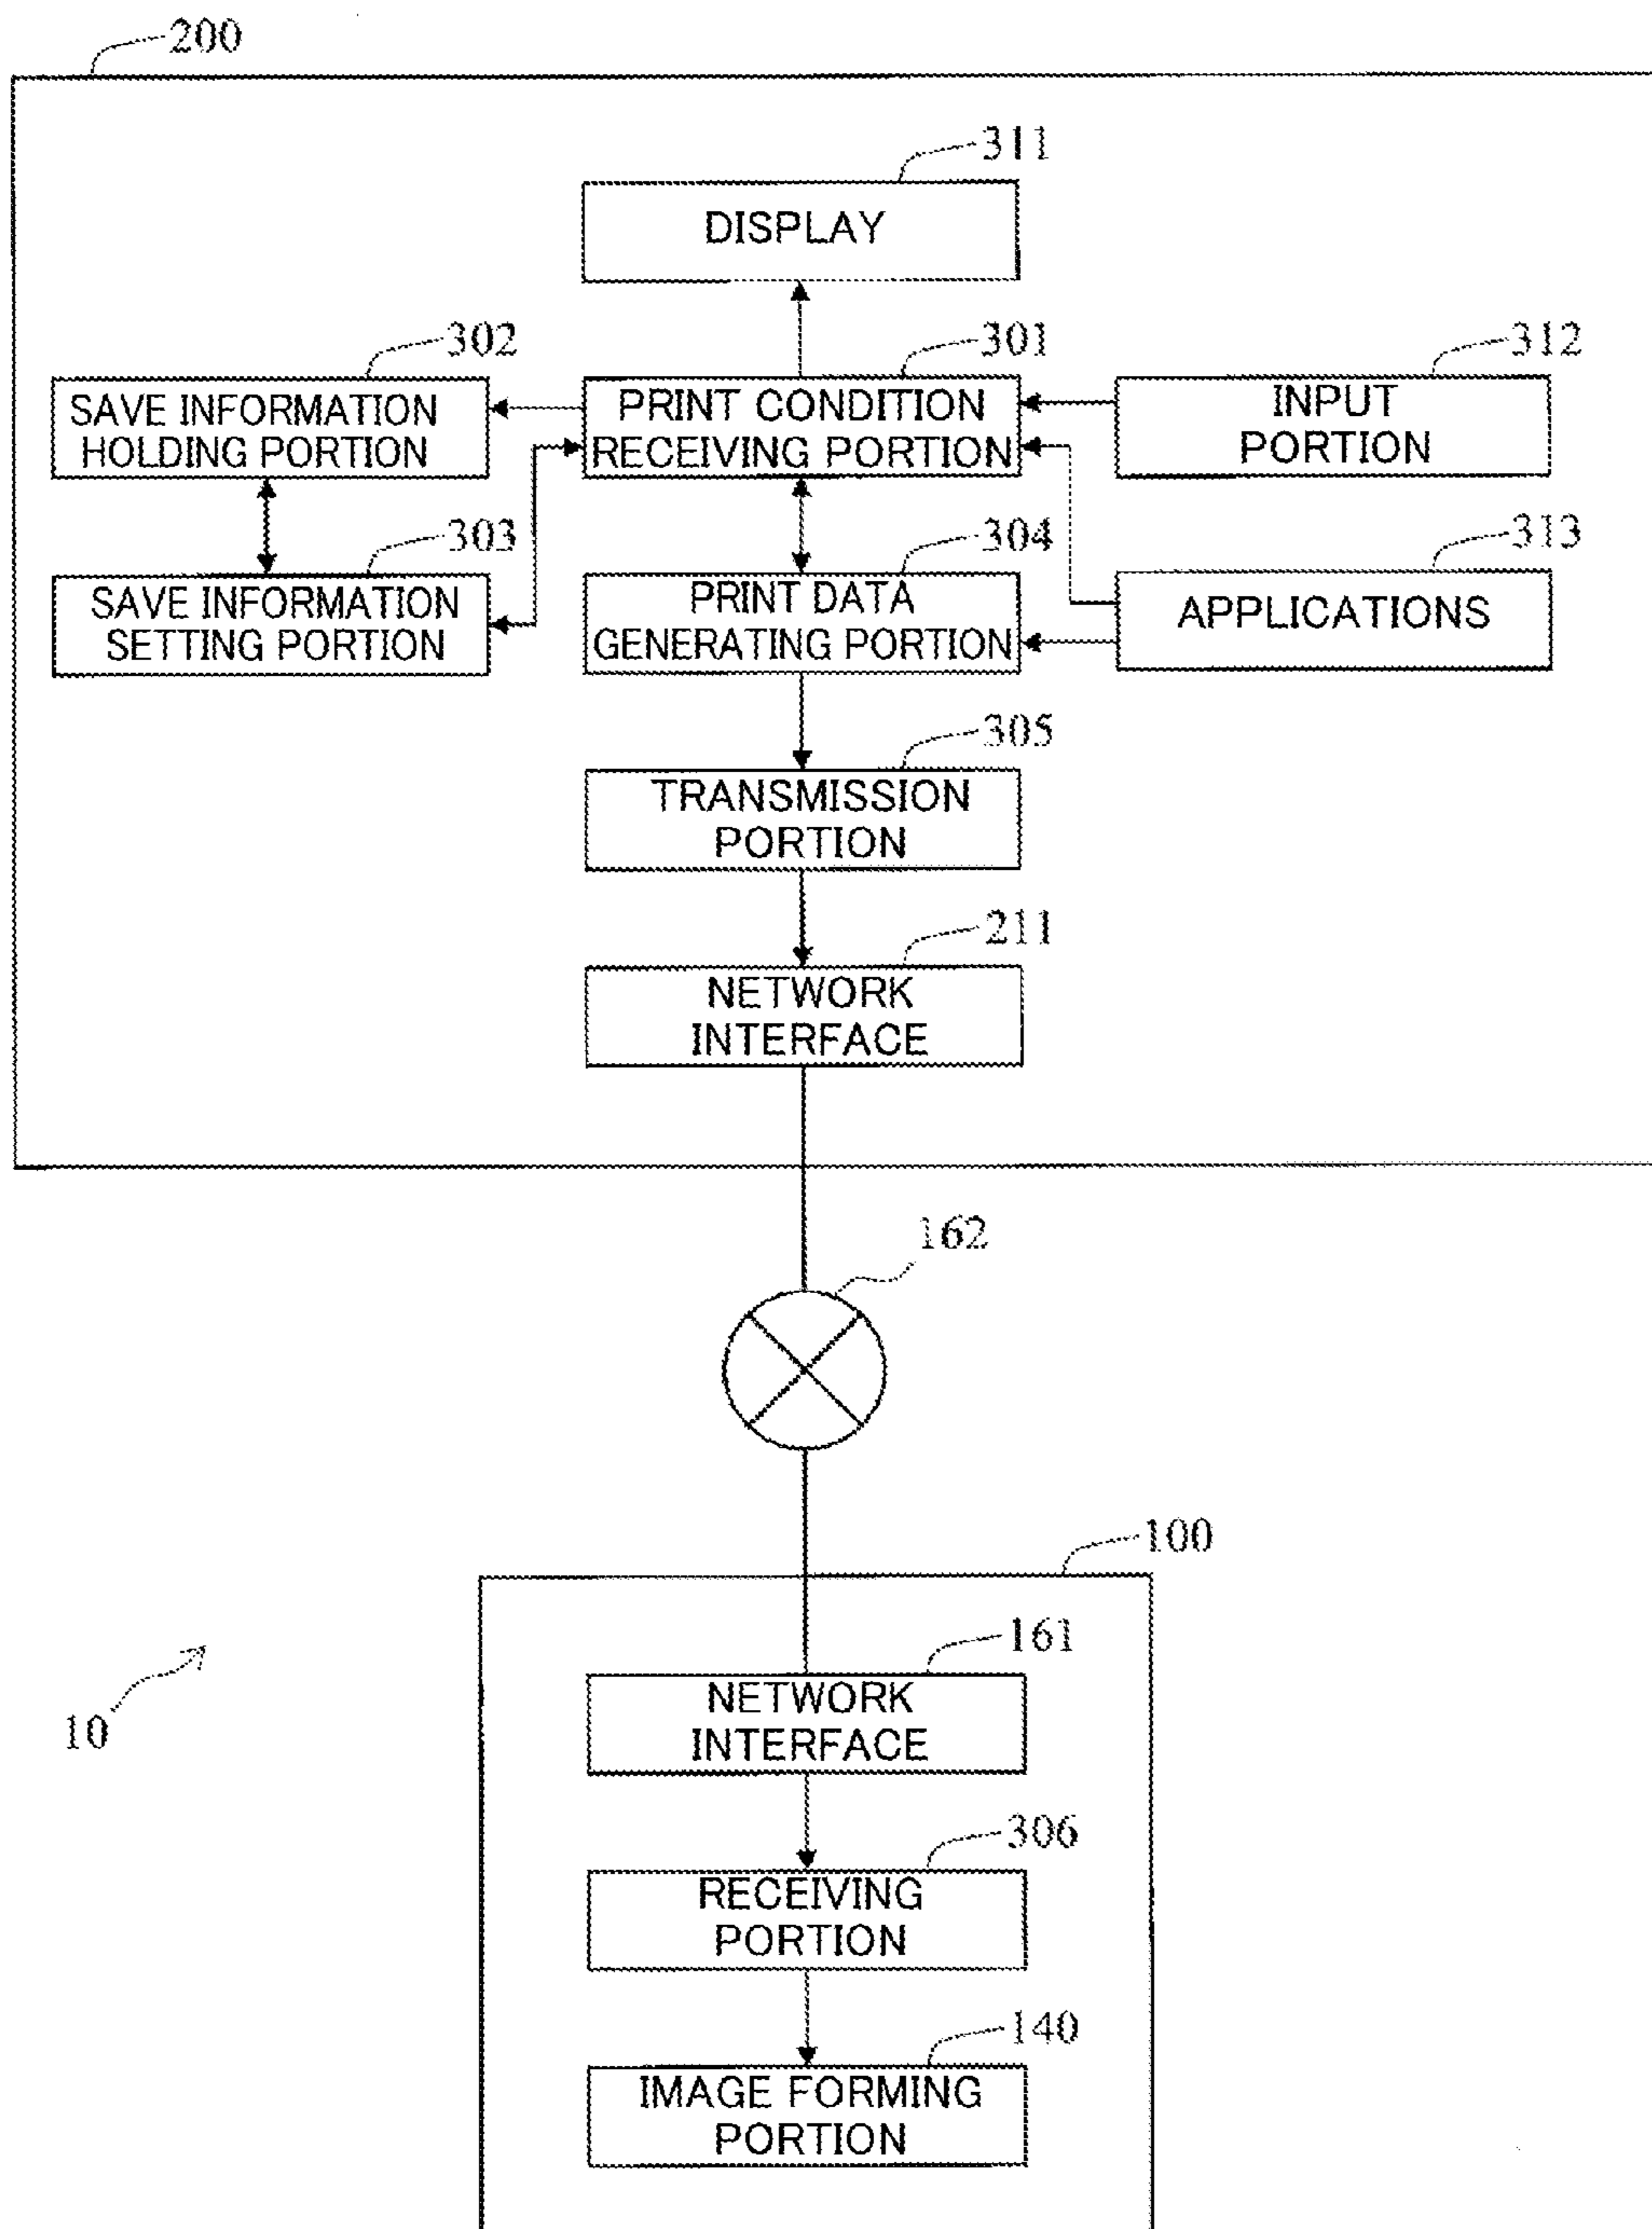 200
311
DISPLAY
302
301
312
SAVE INFORMATION
HOLDING PORTION
PRINT CONDITION
RECEIVING PORTION
INPUT
PORTION
303
304
313
SAVE INFORMATION
SETTING PORTION
PRINT DATA
GENERATING PORTION
APPLICATIONS
305
TRANSMISSION
PORTION
211
NETWORK
INTERFACE
162
100
161
NETWORK
INTERFACE
10
306
RECEIVING
PORTION
140
IMAGE FORMING
PORTION